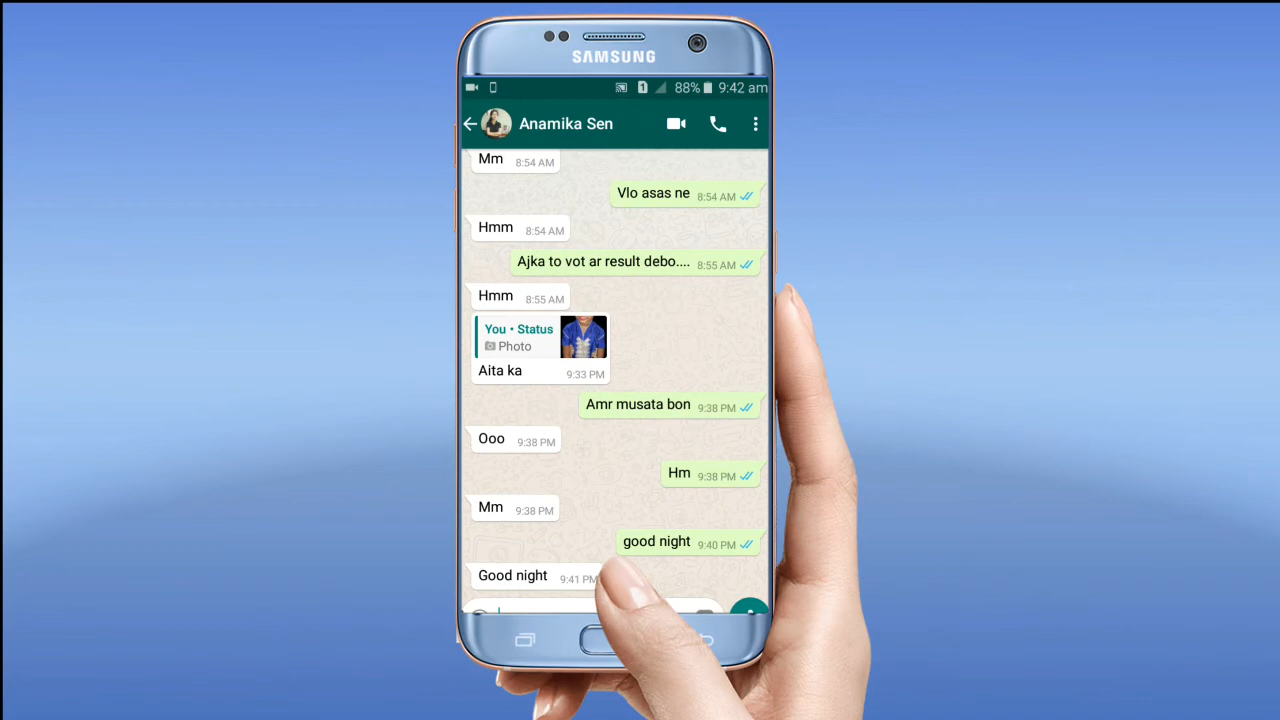 SAMSUNG
1 88% 9:42 am
Anamika Sen
Mm 8:54 AM
Vlo asas ne 8:54 AM
Hmm 8:54 AM
Ajka to vot ar result debo.... 8:55 AM
Hmm 8:55 AM
You • Status
Photo
Aita ka 9:33 PM
Amr musata bon 9:38 PM
Ooo 9:38 PM
Hm 9:38 PM
Mm 9:38 PM
good night 9:40 PM
Good night 9:41 PM